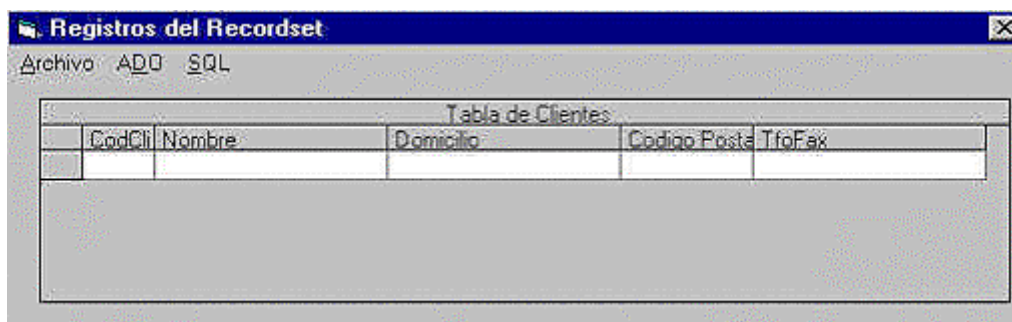 Registros del Recordset
Archivo ADO SQL
Tabla de Clientes
CodCli Nombre Domicilio Codigo Posta TfoFax